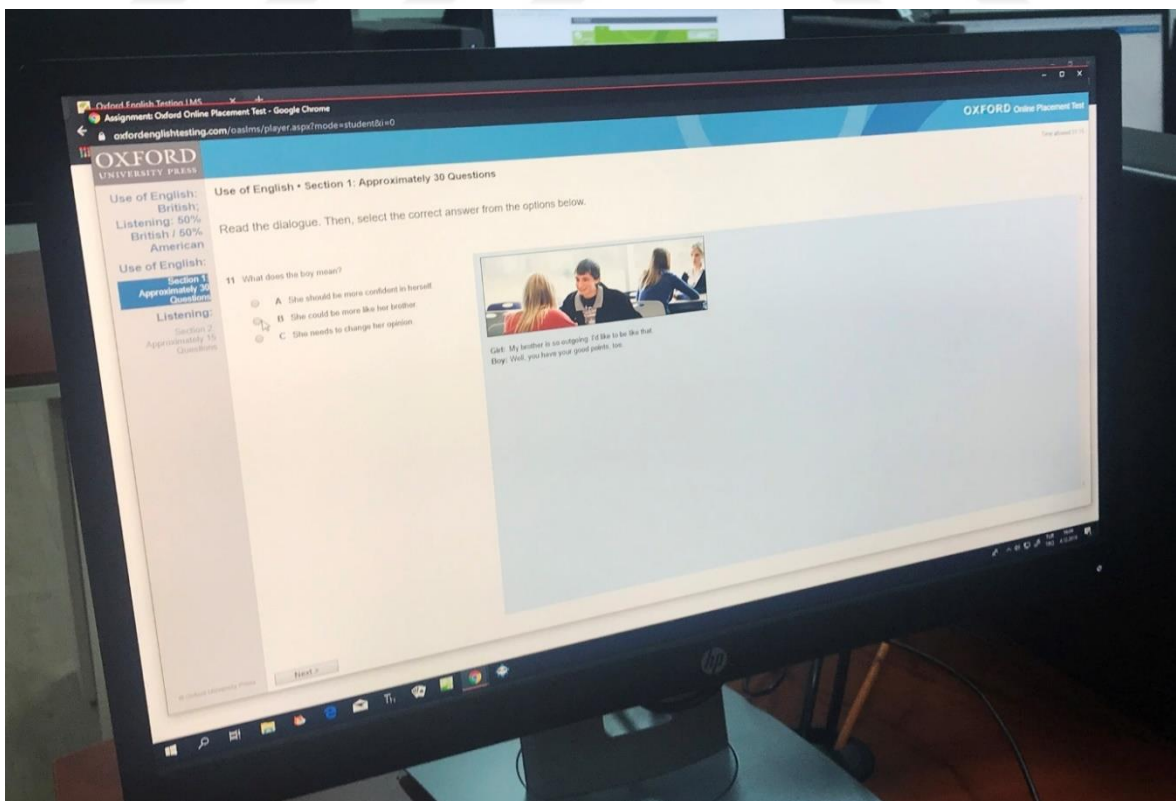 Oxford English Testing LMS
Assignment: Oxford Online Placement Test - Google Chrome
oxfordenglishtesting.com/oaslms/player.aspx?mode=student&i=0
OXFORD
UNIVERSITY PRESS
OXFORD Online Placement Test
Use of English:
British;
Listening: 50%
British / 50%
American
Use of English:
Section 1
Approximately 30
Questions
Listening:
Section 2
Approximately 15
Questions
Use of English • Section 1: Approximately 30 Questions
Read the dialogue. Then, select the correct answer from the options below.
11 What does the boy mean?
A She should be more confident in herself.
B She could be more like her brother.
C She needs to change her opinion.
Girl: My brother is so outgoing. I'd like to be like that.
Boy: Well, you have your good points, too.
Next >
© Oxford University Press
hp